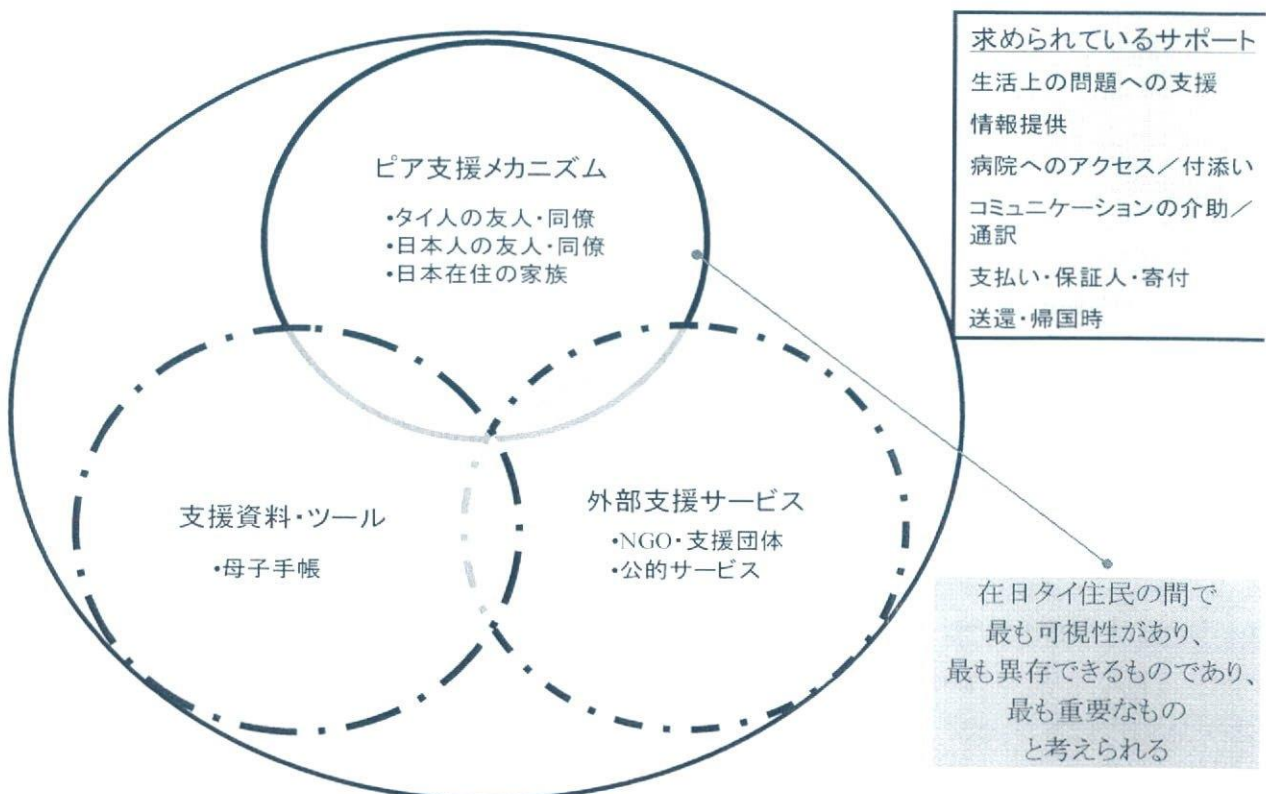 求められているサポート
生活上の問題への支援
情報提供
病院へのアクセス／付添い
コミュニケーションの介助／
通訳
支払い・保証人・寄付
送還・帰国時
ピア支援メカニズム
•タイ人の友人・同僚
•日本人の友人・同僚
•日本在住の家族
支援資料・ツール
•母子手帳
外部支援サービス
•NGO・支援団体
•公的サービス
在日タイ住民の間で
最も可視性があり、
最も異存できるものであり、
最も重要なもの
と考えられる